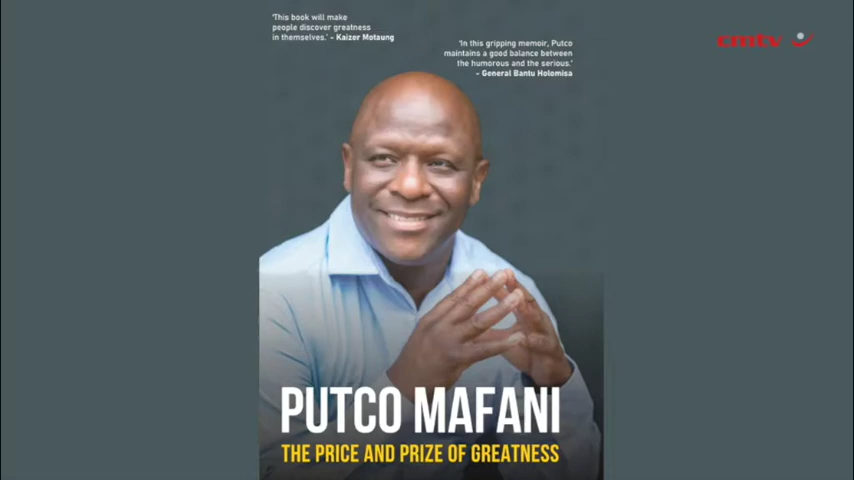 'This book will make
people discover greatness
in themselves.' - Kaizer Motaung
'In this gripping memoir, Putco
maintains a good balance between
the humorous and the serious.'
- General Bantu Holomisa
cmtv
PUTCO MAFANI
THE PRICE AND PRIZE OF GREATNESS